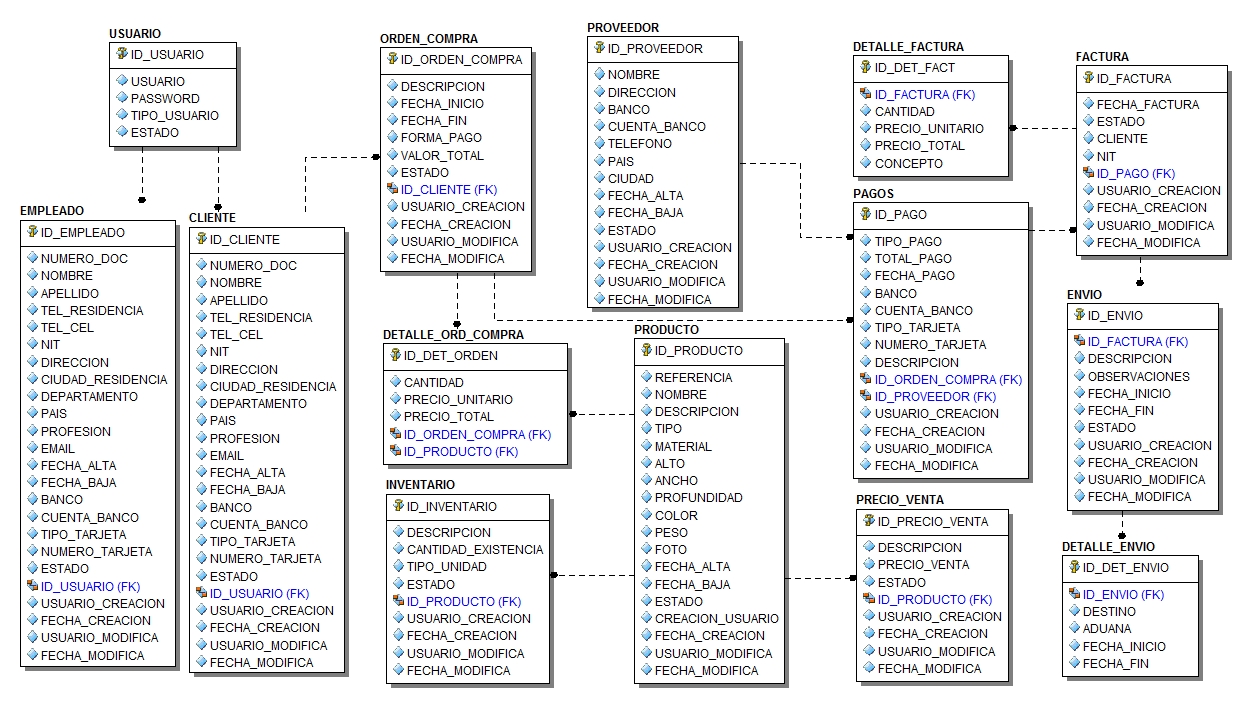 USUARIO
ID_USUARIO
USUARIO
PASSWORD
TIPO_USUARIO
ESTADO
EMPLEADO
ID_EMPLEADO
NUMERO_DOC
NOMBRE
APELLIDO
TEL_RESIDENCIA
TEL_CEL
NIT
DIRECCION
CIUDAD_RESIDENCIA
DEPARTAMENTO
PAIS
PROFESION
EMAIL
FECHA_ALTA
FECHA_BAJA
BANCO
CUENTA_BANCO
TIPO_TARJETA
NUMERO_TARJETA
ESTADO
ID_USUARIO (FK)
USUARIO_CREACION
FECHA_CREACION
USUARIO_MODIFICA
FECHA_MODIFICA
CLIENTE
ID_CLIENTE
NUMERO_DOC
NOMBRE
APELLIDO
TEL_RESIDENCIA
TEL_CEL
NIT
DIRECCION
CIUDAD_RESIDENCIA
DEPARTAMENTO
PAIS
PROFESION
EMAIL
FECHA_ALTA
FECHA_BAJA
BANCO
CUENTA_BANCO
TIPO_TARJETA
NUMERO_TARJETA
ESTADO
ID_USUARIO (FK)
USUARIO_CREACION
FECHA_CREACION
USUARIO_MODIFICA
FECHA_MODIFICA
ORDEN_COMPRA
ID_ORDEN_COMPRA
DESCRIPCION
FECHA_INICIO
FECHA_FIN
FORMA_PAGO
VALOR_TOTAL
ESTADO
ID_CLIENTE (FK)
USUARIO_CREACION
FECHA_CREACION
USUARIO_MODIFICA
FECHA_MODIFICA
DETALLE_ORD_COMPRA
ID_DET_ORDEN
CANTIDAD
PRECIO_UNITARIO
PRECIO_TOTAL
ID_ORDEN_COMPRA (FK)
ID_PRODUCTO (FK)
INVENTARIO
ID_INVENTARIO
DESCRIPCION
CANTIDAD_EXISTENCIA
TIPO_UNIDAD
ESTADO
ID_PRODUCTO (FK)
USUARIO_CREACION
FECHA_CREACION
USUARIO_MODIFICA
FECHA_MODIFICA
PROVEEDOR
ID_PROVEEDOR
NOMBRE
DIRECCION
BANCO
CUENTA_BANCO
TELEFONO
PAIS
CIUDAD
FECHA_ALTA
FECHA_BAJA
ESTADO
USUARIO_CREACION
FECHA_CREACION
USUARIO_MODIFICA
FECHA_MODIFICA
PRODUCTO
ID_PRODUCTO
REFERENCIA
NOMBRE
DESCRIPCION
TIPO
MATERIAL
ALTO
ANCHO
PROFUNDIDAD
COLOR
PESO
FOTO
FECHA_ALTA
FECHA_BAJA
ESTADO
CREACION_USUARIO
FECHA_CREACION
USUARIO_MODIFICA
FECHA_MODIFICA
DETALLE_FACTURA
ID_DET_FACT
ID_FACTURA (FK)
CANTIDAD
PRECIO_UNITARIO
PRECIO_TOTAL
CONCEPTO
PAGOS
ID_PAGO
TIPO_PAGO
TOTAL_PAGO
FECHA_PAGO
BANCO
CUENTA_BANCO
TIPO_TARJETA
NUMERO_TARJETA
DESCRIPCION
ID_ORDEN_COMPRA (FK)
ID_PROVEEDOR (FK)
USUARIO_CREACION
FECHA_CREACION
USUARIO_MODIFICA
FECHA_MODIFICA
PRECIO_VENTA
ID_PRECIO_VENTA
DESCRIPCION
PRECIO_VENTA
ESTADO
ID_PRODUCTO (FK)
USUARIO_CREACION
FECHA_CREACION
USUARIO_MODIFICA
FECHA_MODIFICA
FACTURA
ID_FACTURA
FECHA_FACTURA
ESTADO
CLIENTE
NIT
ID_PAGO (FK)
USUARIO_CREACION
FECHA_CREACION
USUARIO_MODIFICA
FECHA_MODIFICA
ENVIO
ID_ENVIO
ID_FACTURA (FK)
DESCRIPCION
OBSERVACIONES
FECHA_INICIO
FECHA_FIN
ESTADO
USUARIO_CREACION
FECHA_CREACION
USUARIO_MODIFICA
FECHA_MODIFICA
DETALLE_ENVIO
ID_DET_ENVIO
ID_ENVIO (FK)
DESTINO
ADUANA
FECHA_INICIO
FECHA_FIN